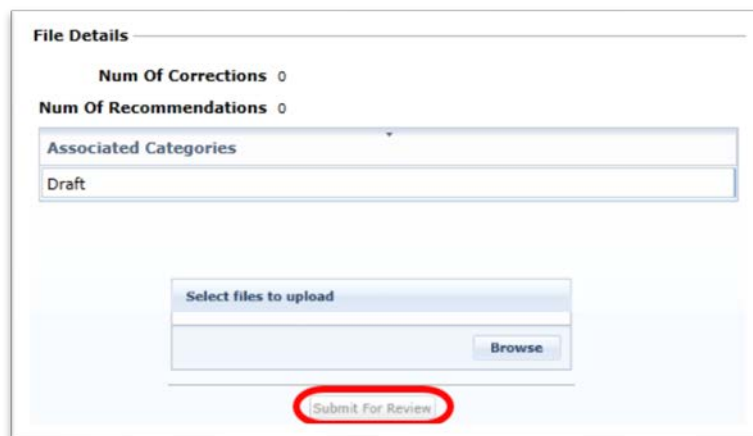 File Details
Num Of Corrections 0
Num Of Recommendations 0
Associated Categories
Draft
Select files to upload
Browse
Submit For Review